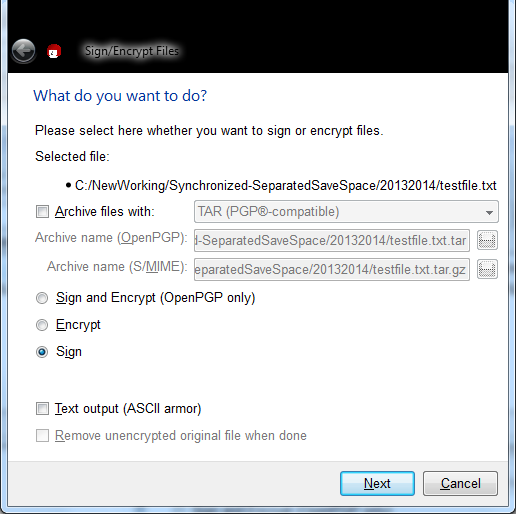 Sign/Encrypt Files
What do you want to do?
Please select here whether you want to sign or encrypt files.
Selected file:
• C:/NewWorking/Synchronized-SeparatedSaveSpace/20132014/testfile.txt
Archive files with: TAR (PGP®-compatible)
Archive name (OpenPGP): d-SeparatedSaveSpace/20132014/testfile.txt.tar
Archive name (S/MIME): eparatedSaveSpace/20132014/testfile.txt.tar.gz
Sign and Encrypt (OpenPGP only)
Encrypt
Sign
Text output (ASCII armor)
Remove unencrypted original file when done
Next Cancel